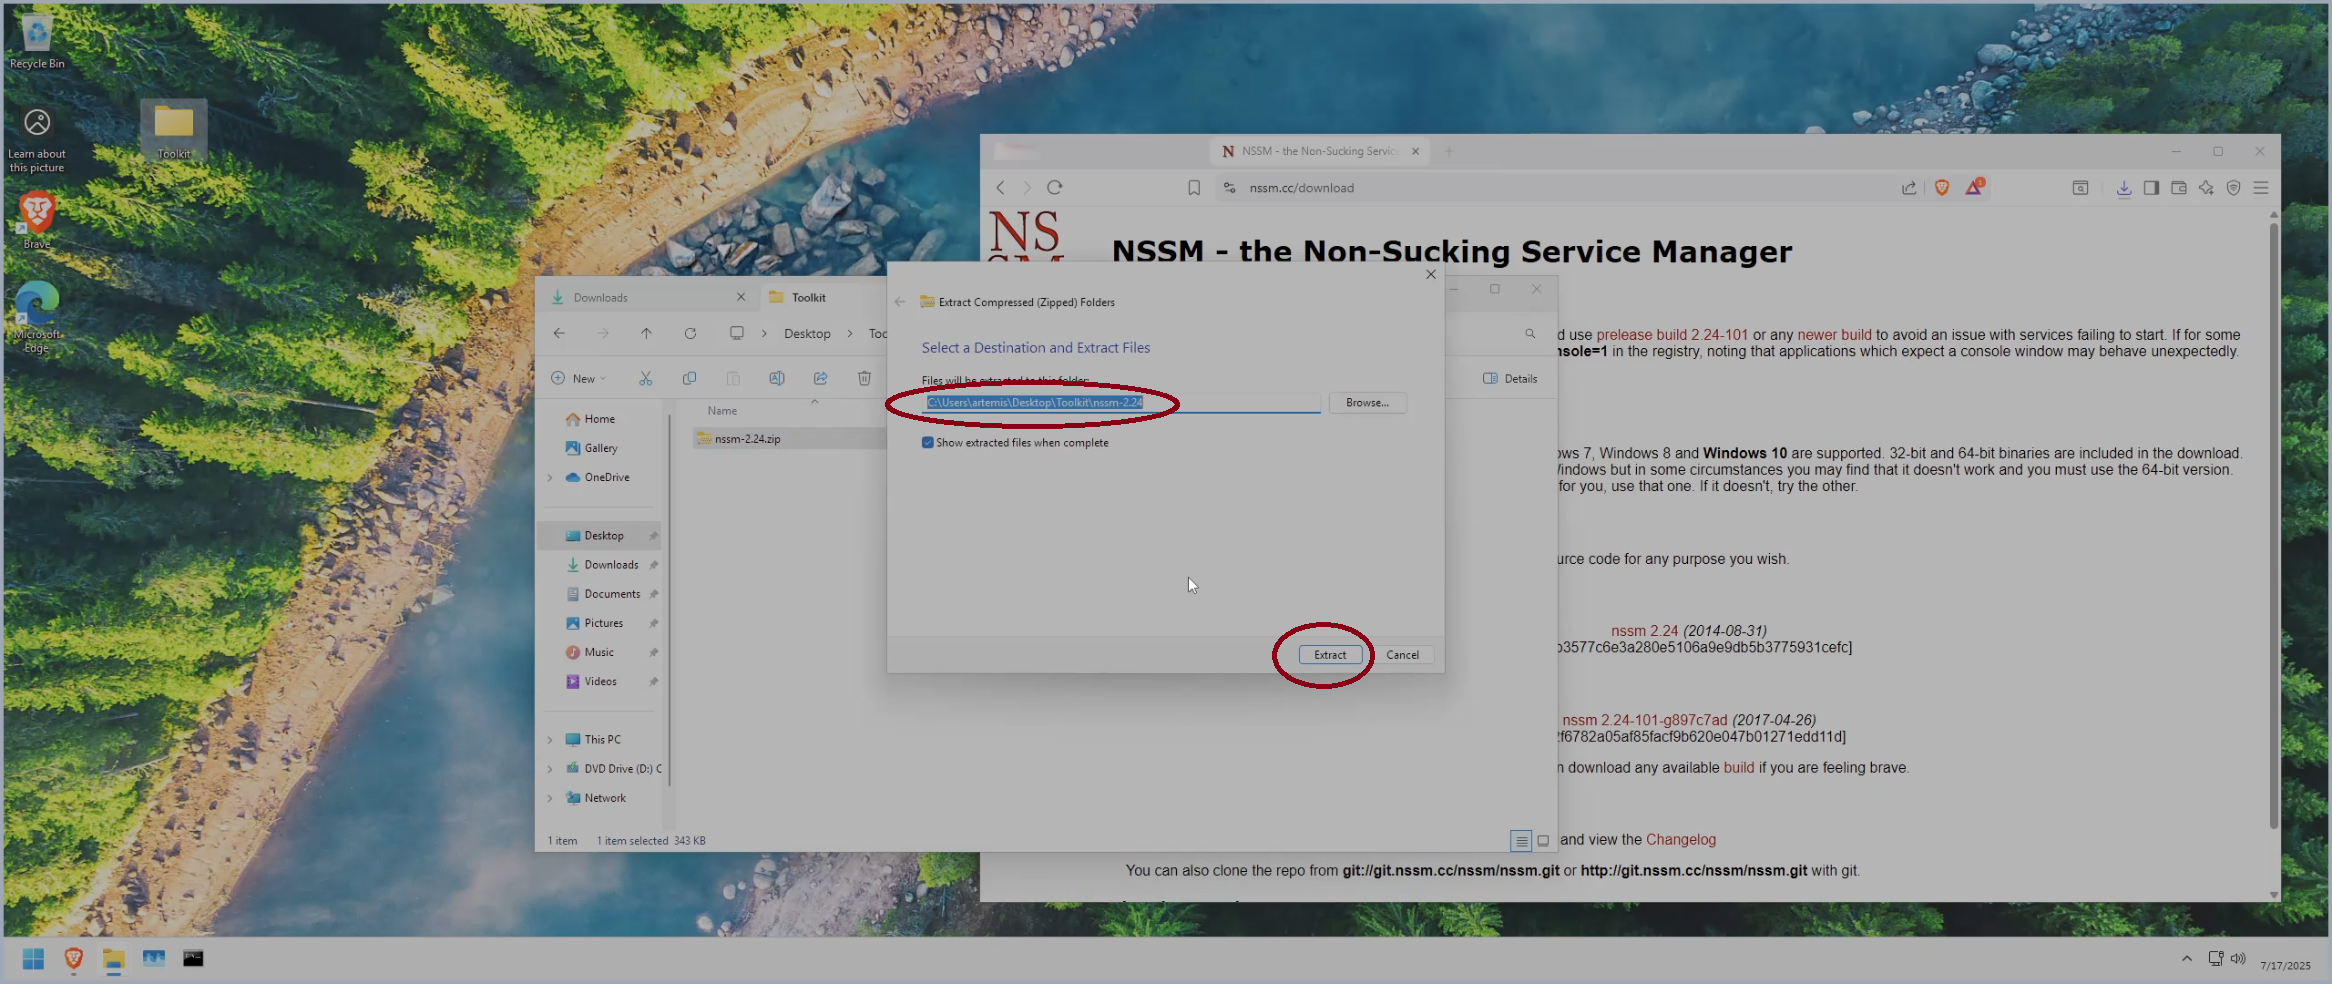 Recycle Bin
Learn about
this picture
Toolkit
Brave
Microsoft
Edge
NSSM - the Non-Sucking Servic
nssm.cc/download
NS
NSSM - the Non-Sucking Service Manager
d use prelease build 2.24-101 or any newer build to avoid an issue with services failing to start. If for some
nsole=1 in the registry, noting that applications which expect a console window may behave unexpectedly.
ows 7, Windows 8 and Windows 10 are supported. 32-bit and 64-bit binaries are included in the download.
Windows but in some circumstances you may find that it doesn't work and you must use the 64-bit version.
for you, use that one. If it doesn't, try the other.
urce code for any purpose you wish.
nssm 2.24 (2014-08-31)
b3577c6e3a280e5106a9e9db5b3775931cefc]
nssm 2.24-101-g897c7ad (2017-04-26)
2f6782a05af85facf9b620e047b01271edd11d]
n download any available build if you are feeling brave.
and view the Changelog
You can also clone the repo from git://git.nssm.cc/nssm/nssm.git or http://git.nssm.cc/nssm/nssm.git with git.
Downloads
Toolkit
Desktop
Too
New
Details
Home
Gallery
OneDrive
Desktop
Downloads
Documents
Pictures
Music
Videos
This PC
DVD Drive (D:) C
Network
Name
nssm-2.24.zip
1 item 1 item selected 343 KB
Extract Compressed (Zipped) Folders
Select a Destination and Extract Files
Files will be extracted to this folder:
C:\Users\artemis\Desktop\Toolkit\nssm-2.24
Browse...
Show extracted files when complete
Extract
Cancel
7/17/2025